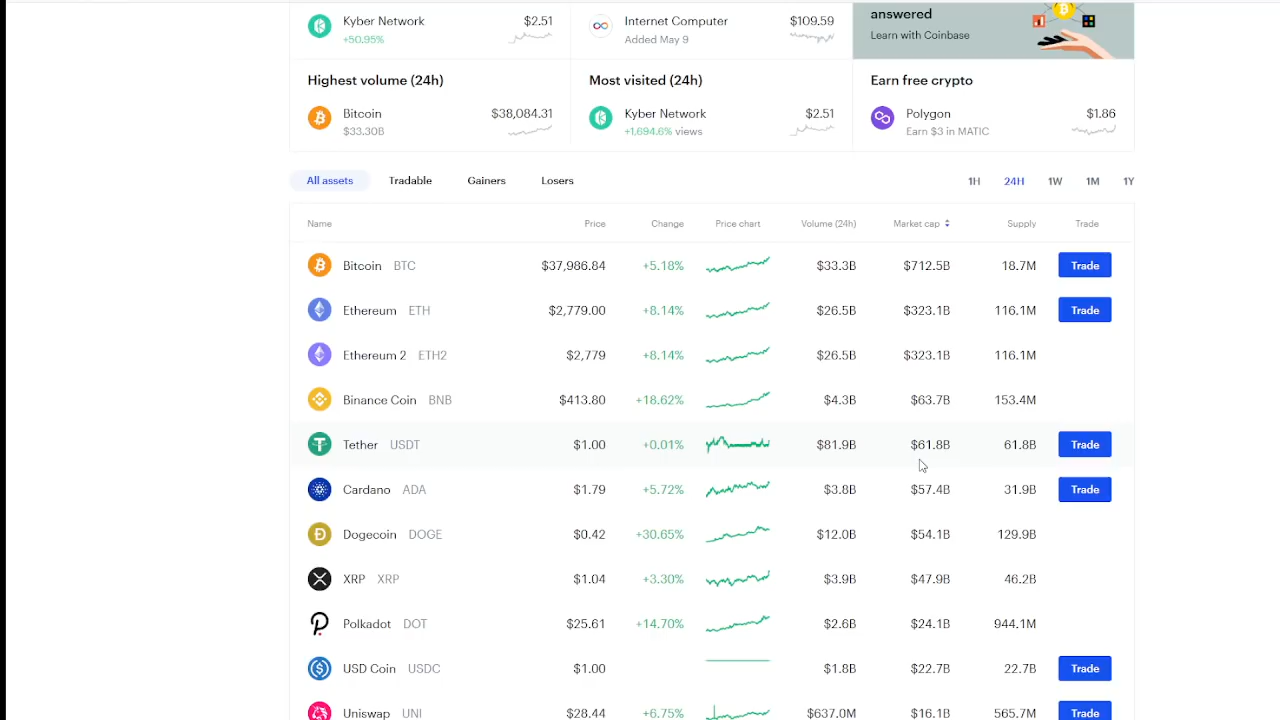 Kyber Network $2.51 Internet Computer $109.59 answered
+50.95% Added May 9 Learn with Coinbase
Highest volume (24h) Most visited (24h) Earn free crypto
Bitcoin $38,084.31 Kyber Network $2.51 Polygon $1.86
$33.30B +1,694.6% views Earn $3 in MATIC
All assets Tradable Gainers Losers 1H 24H 1W 1M 1Y
Name Price Change Price chart Volume (24h) Market cap Supply Trade
Bitcoin BTC $37,986.84 +5.18% $33.3B $712.5B 18.7M Trade
Ethereum ETH $2,779.00 +8.14% $26.5B $323.1B 116.1M Trade
Ethereum 2 ETH2 $2,779 +8.14% $26.5B $323.1B 116.1M
Binance Coin BNB $413.80 +18.62% $4.3B $63.7B 153.4M
Tether USDT $1.00 +0.01% $81.9B $61.8B 61.8B Trade
Cardano ADA $1.79 +5.72% $3.8B $57.4B 31.9B Trade
Dogecoin DOGE $0.42 +30.65% $12.0B $54.1B 129.9B
XRP XRP $1.04 +3.30% $3.9B $47.9B 46.2B
Polkadot DOT $25.61 +14.70% $2.6B $24.1B 944.1M
USD Coin USDC $1.00 $1.8B $22.7B 22.7B Trade
Uniswap UNI $28.44 +6.75% $637.0M $16.1B 565.7M Trade